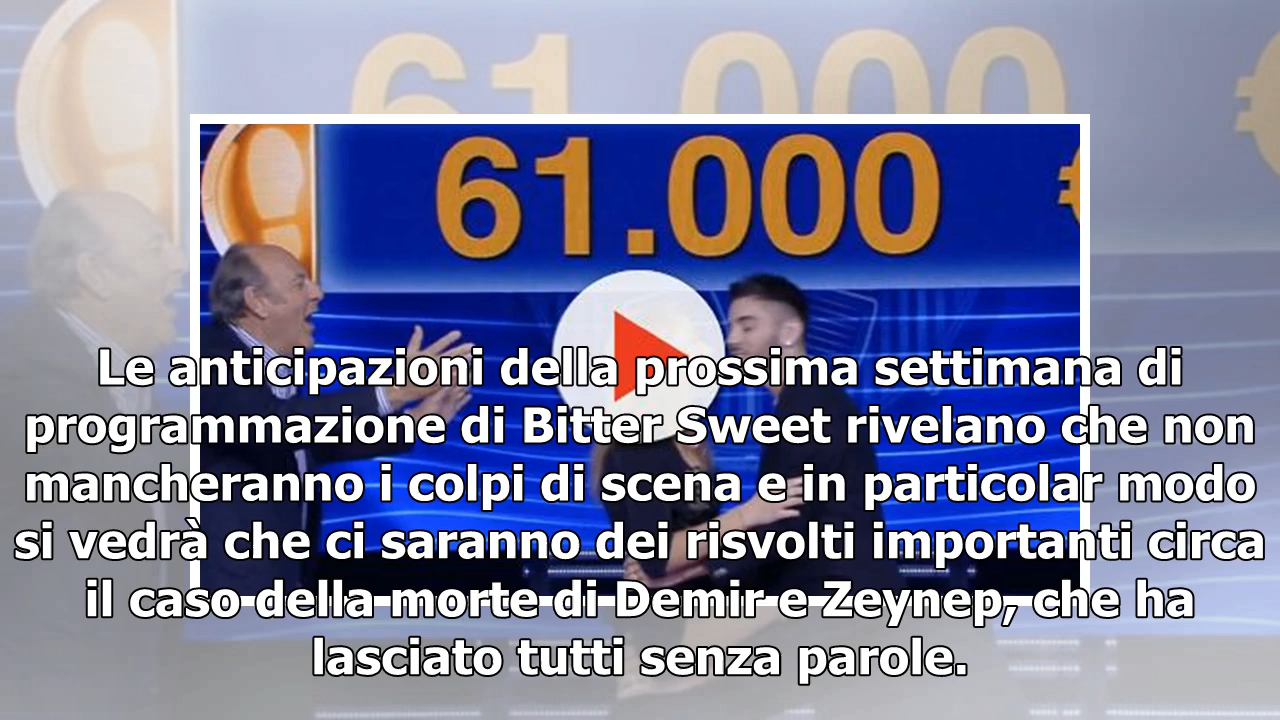 61.000 €
61.000 €
Le anticipazioni della prossima settimana di
programmazione di Bitter Sweet rivelano che non
mancheranno i colpi di scena e in particolar modo
si vedrà che ci saranno dei risvolti importanti circa
il caso della morte di Demir e Zeynep, che ha
lasciato tutti senza parole.